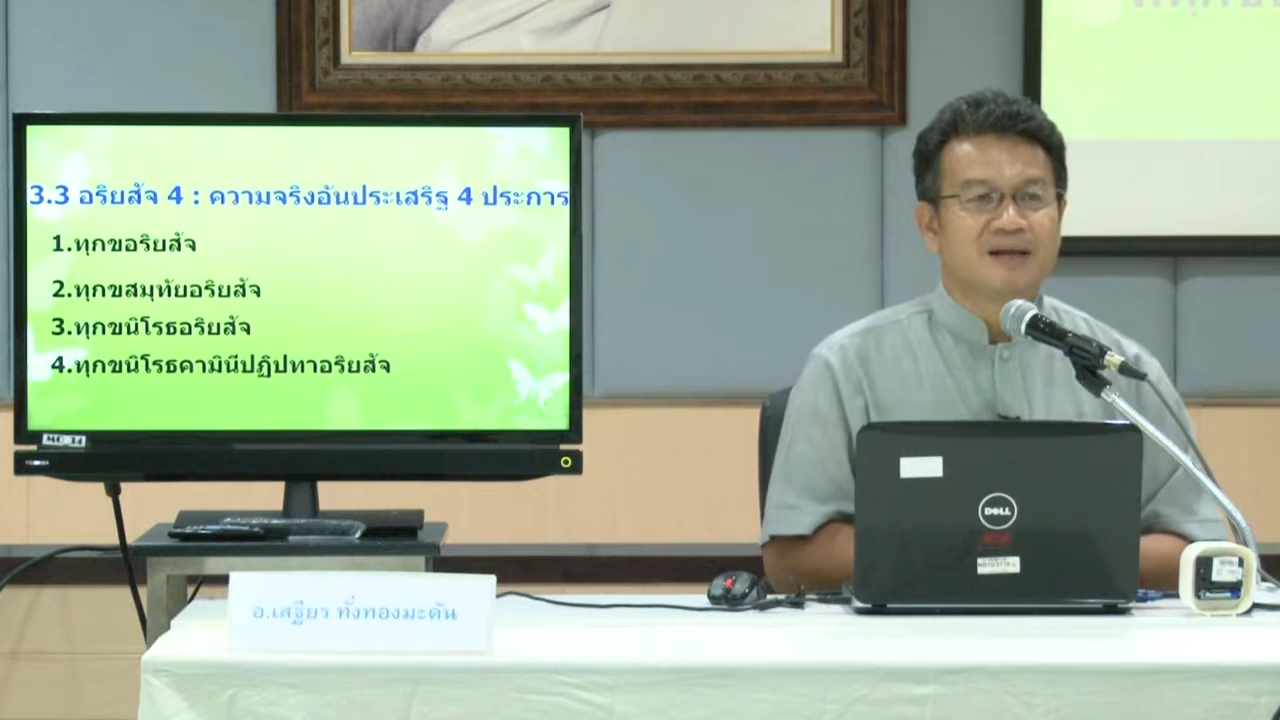 3.3 อริยสัจ 4 : ความจริงอันประเสริฐ 4 ประการ
1.ทุกขอริยสัจ
2.ทุกขสมุทัยอริยสัจ
3.ทุกขนิโรธอริยสัจ
4.ทุกขนิโรธคามินีปฏิปทาอริยสัจ
TOSHIBA
อ.เสฐียร ทั่งทองมะดัน
DELL
Panasonic